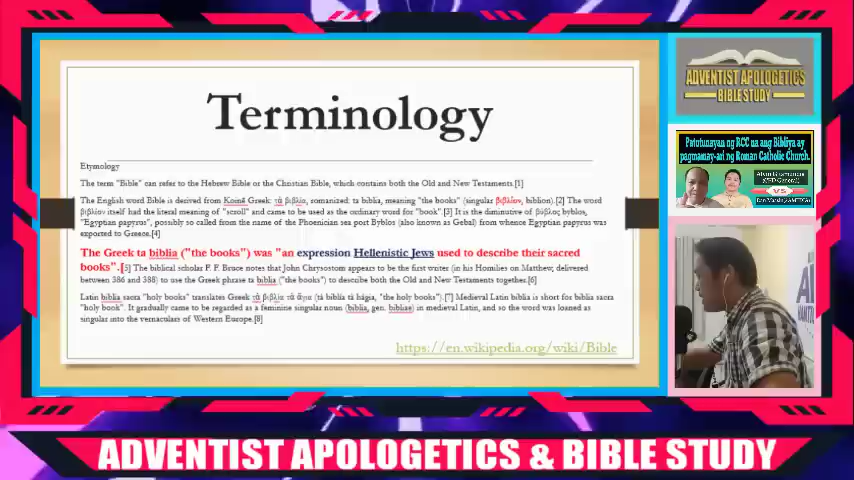 Terminology
Etymology
The term "Bible" can refer to the Hebrew Bible or the Christian Bible, which contains both the Old and New Testaments.[1]
The English word Bible is derived from Koinē Greek: τὰ βιβλία, romanized: ta biblia, meaning "the books" (singular βιβλίον, biblion).[2] The word
βιβλίον itself had the literal meaning of "scroll" and came to be used as the ordinary word for "book".[3] It is the diminutive of βύβλος byblos,
"Egyptian papyrus", possibly so called from the name of the Phoenician sea port Byblos (also known as Gebal) from whence Egyptian papyrus was
exported to Greece.[4]
The Greek ta biblia ("the books") was "an expression Hellenistic Jews used to describe their sacred
books".[5] The biblical scholar F. F. Bruce notes that John Chrysostom appears to be the first writer (in his Homilies on Matthew, delivered
between 386 and 388) to use the Greek phrase ta biblia ("the books") to describe both the Old and New Testaments together.[6]
Latin biblia sacra "holy books" translates Greek τὰ βιβλία τὰ ἅγια (tà biblía tà hágia, "the holy books").[7] Medieval Latin biblia is short for biblia sacra
"holy book". It gradually came to be regarded as a feminine singular noun (biblia, gen. bibliae) in medieval Latin, and so the word was loaned as
singular into the vernaculars of Western Europe.[8]
https://en.wikipedia.org/wiki/Bible
ADVENTIST APOLOGETICS
BIBLE STUDY
Patutunayan ng RCC na ang Bibliya ay
pagmamay-ari ng Roman Catholic Church.
VS
ADVENTIST APOLOGETICS & BIBLE STUDY